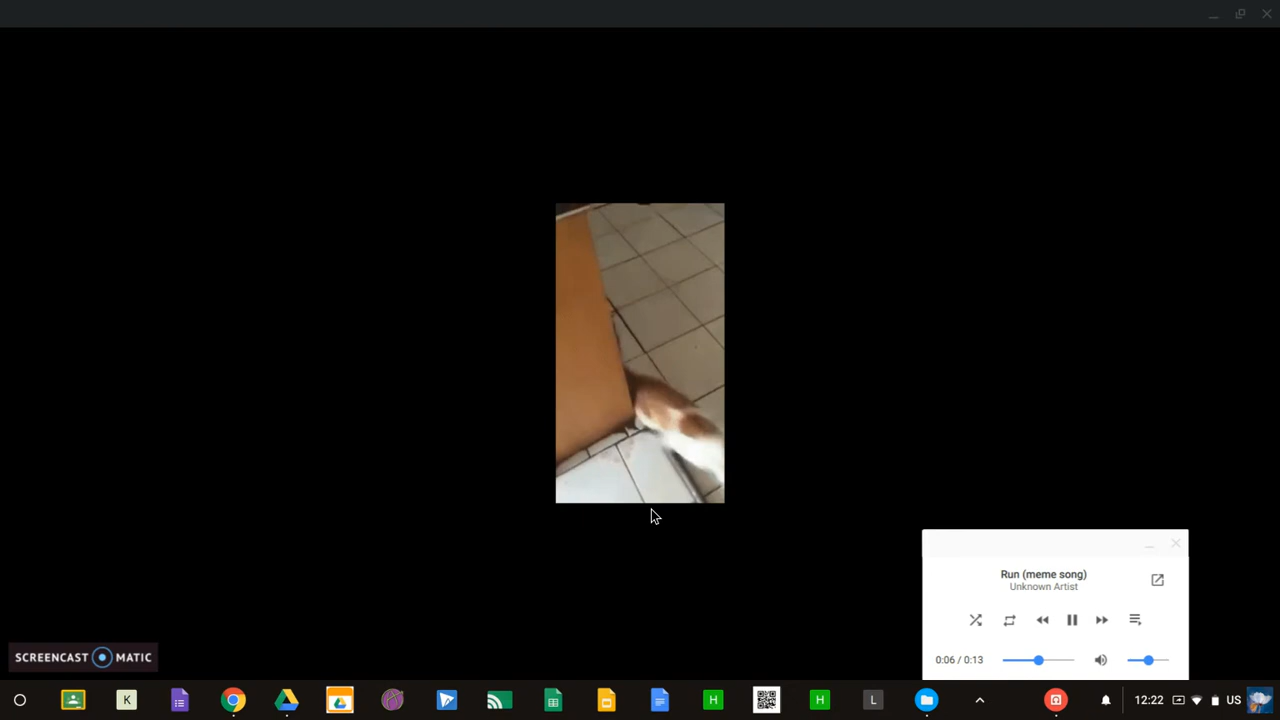 Run (meme song)
Unknown Artist
0:06 / 0:13
SCREENCAST MATIC
K
H
H
L
12:22
US